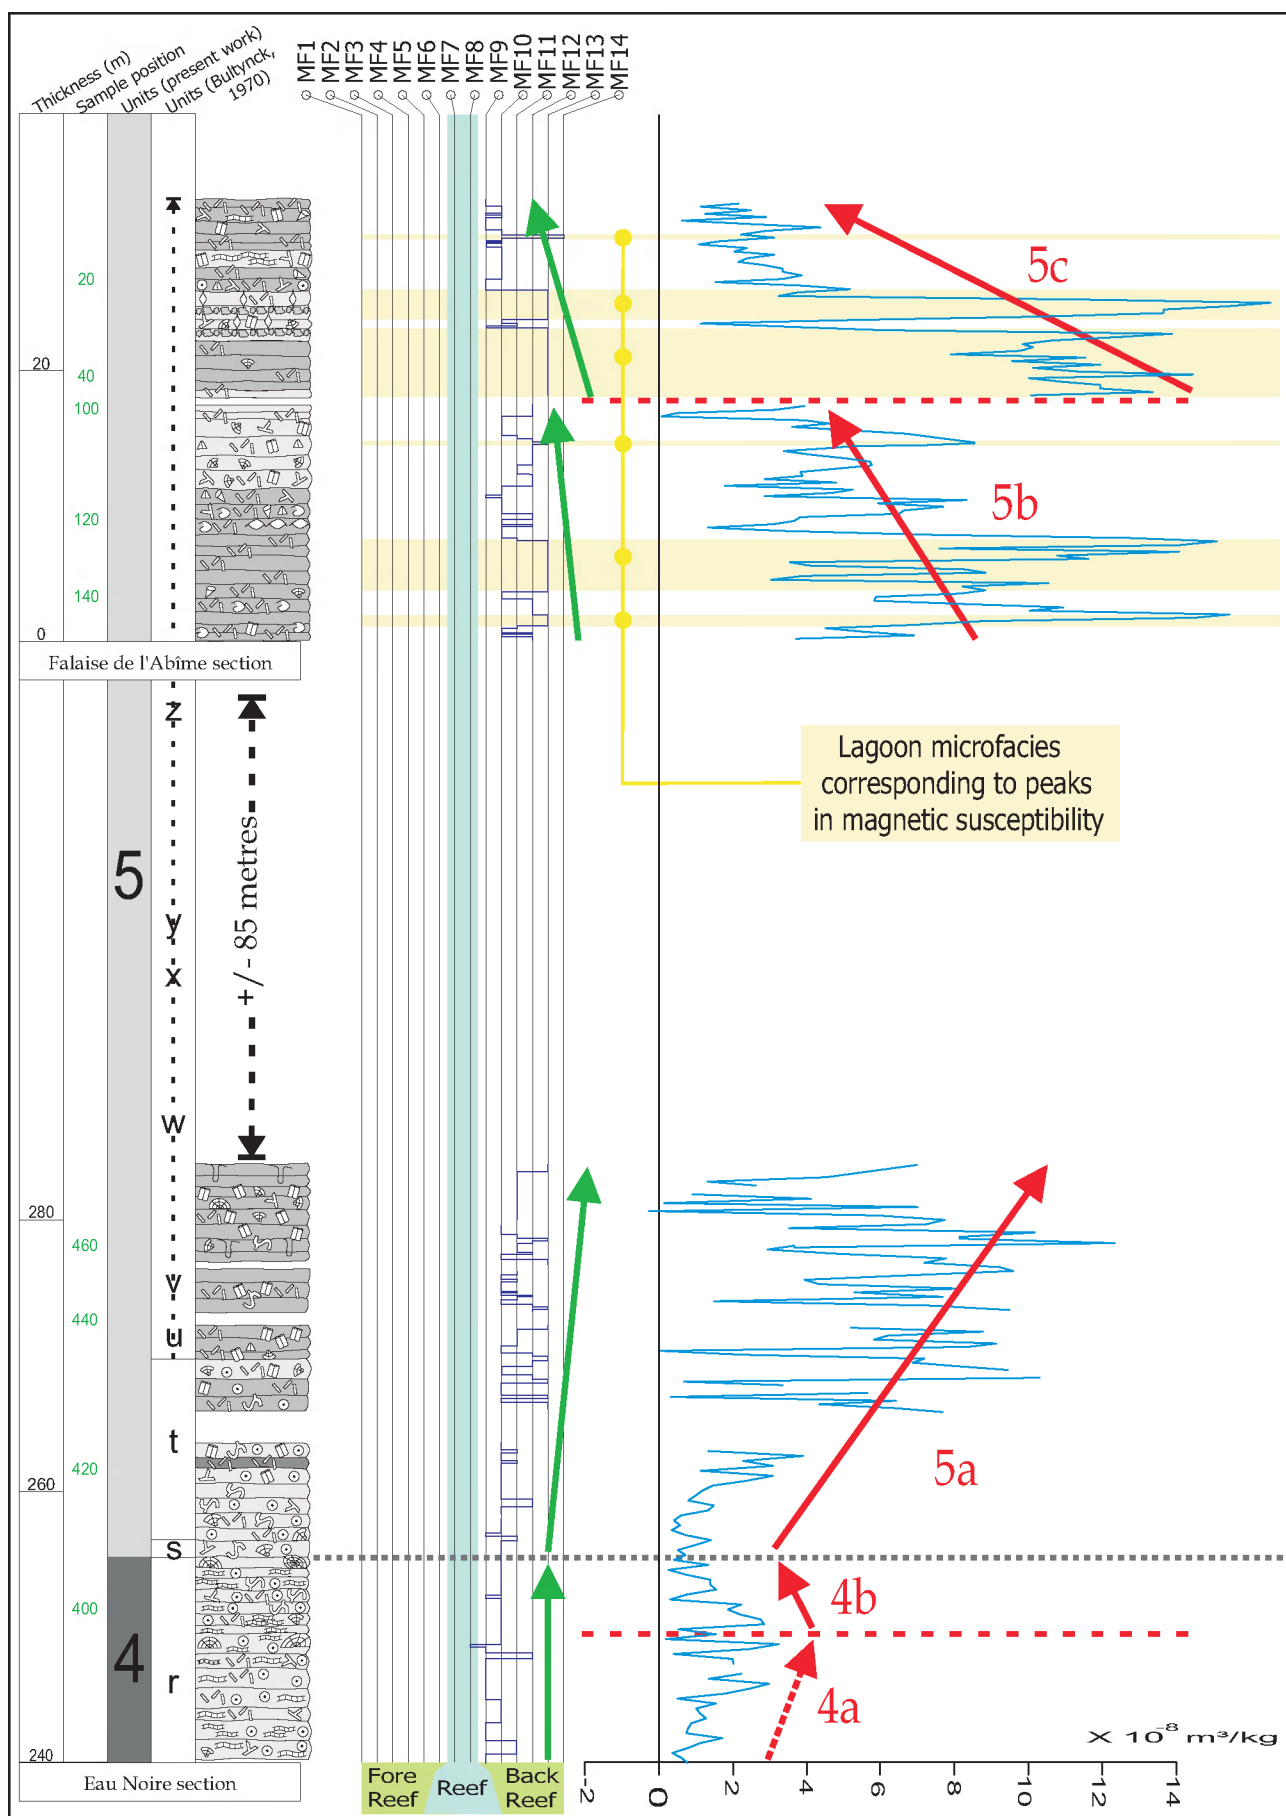 Thickness (m)
Sample position
Units (present work)
Units (Bultynck,
1970)
MF1
MF2
MF3
MF4
MF5
MF6
MF7
MF8
MF9
MF10
MF11
MF12
MF13
MF14
20
5c
20
40
100
5b
120
140
0
Falaise de l'Abîme section
z
Lagoon microfacies
corresponding to peaks
in magnetic susceptibility
5
+/- 85 metres
y
x
w
280
460
v
440
u
t
420
5a
260
s
4b
400
4
r
4a
X 10⁻⁸ m³/kg
240
Eau Noire section
Fore
Reef
Reef
Back
Reef
-2
0
2
4
6
8
10
12
14